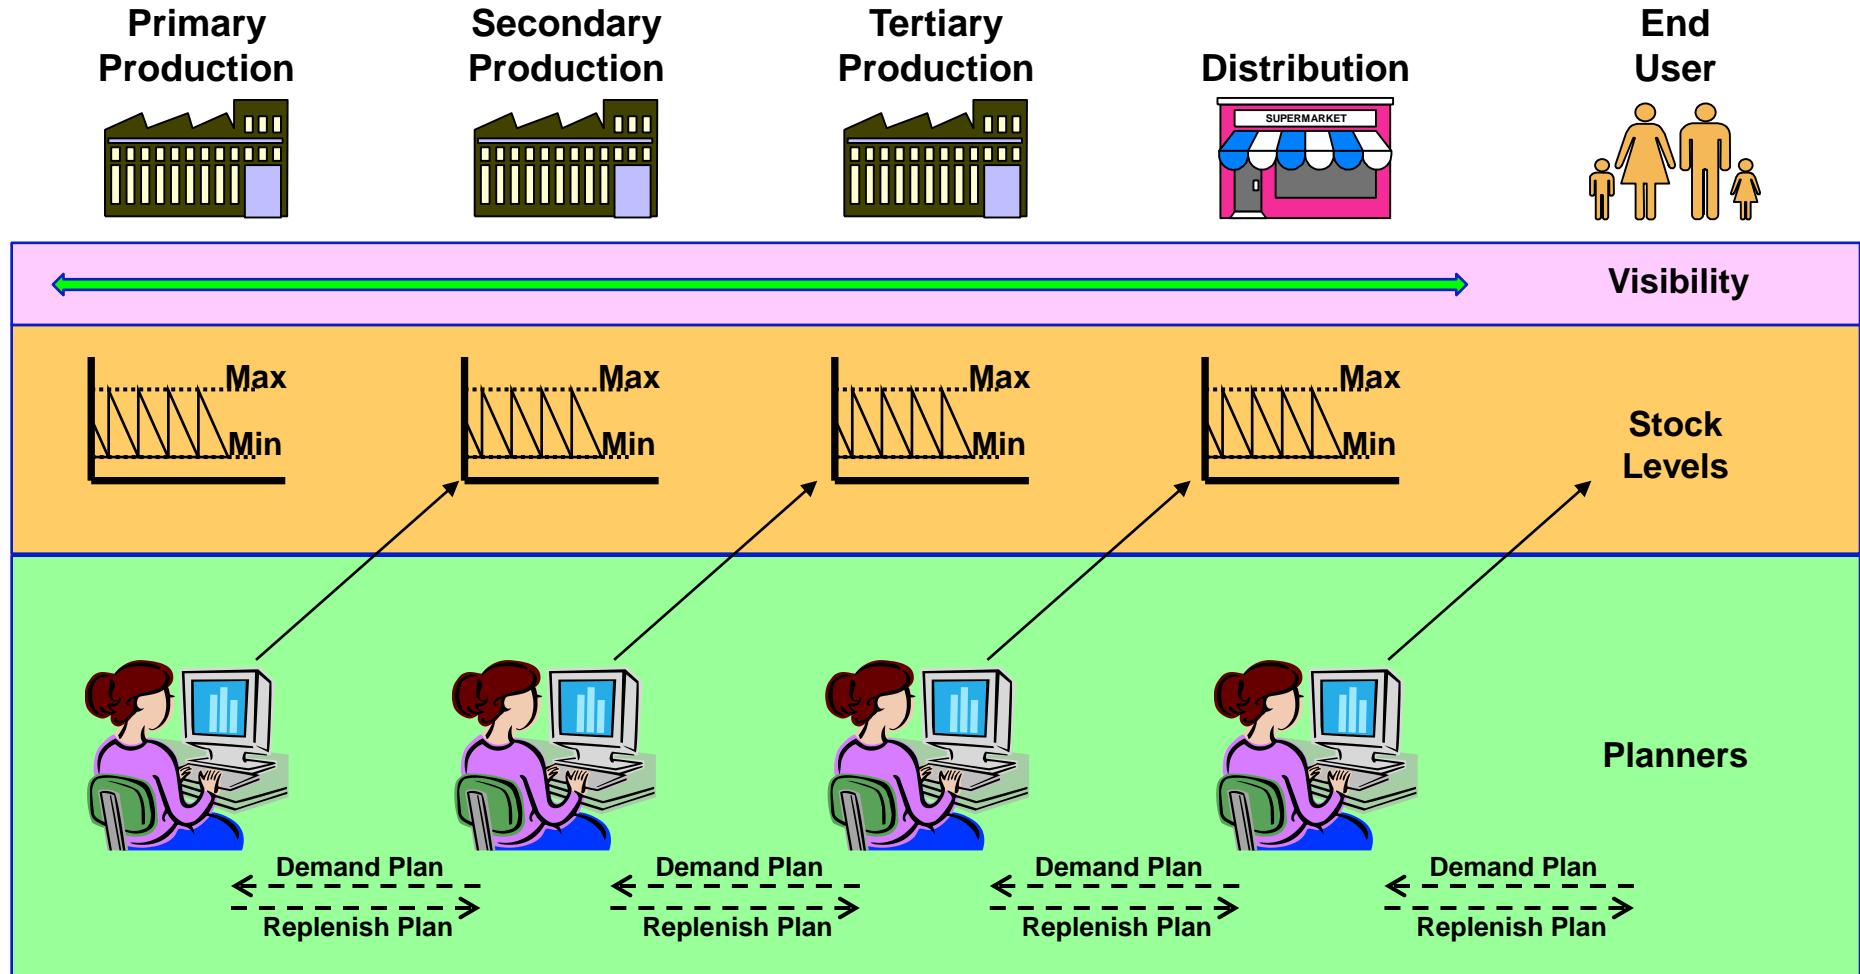 Primary
Production
Secondary
Production
Tertiary
Production
Distribution
End
User
SUPERMARKET
Visibility
Max
Min
Max
Min
Max
Min
Max
Min
Stock
Levels
Planners
Demand Plan
Replenish Plan
Demand Plan
Replenish Plan
Demand Plan
Replenish Plan
Demand Plan
Replenish Plan